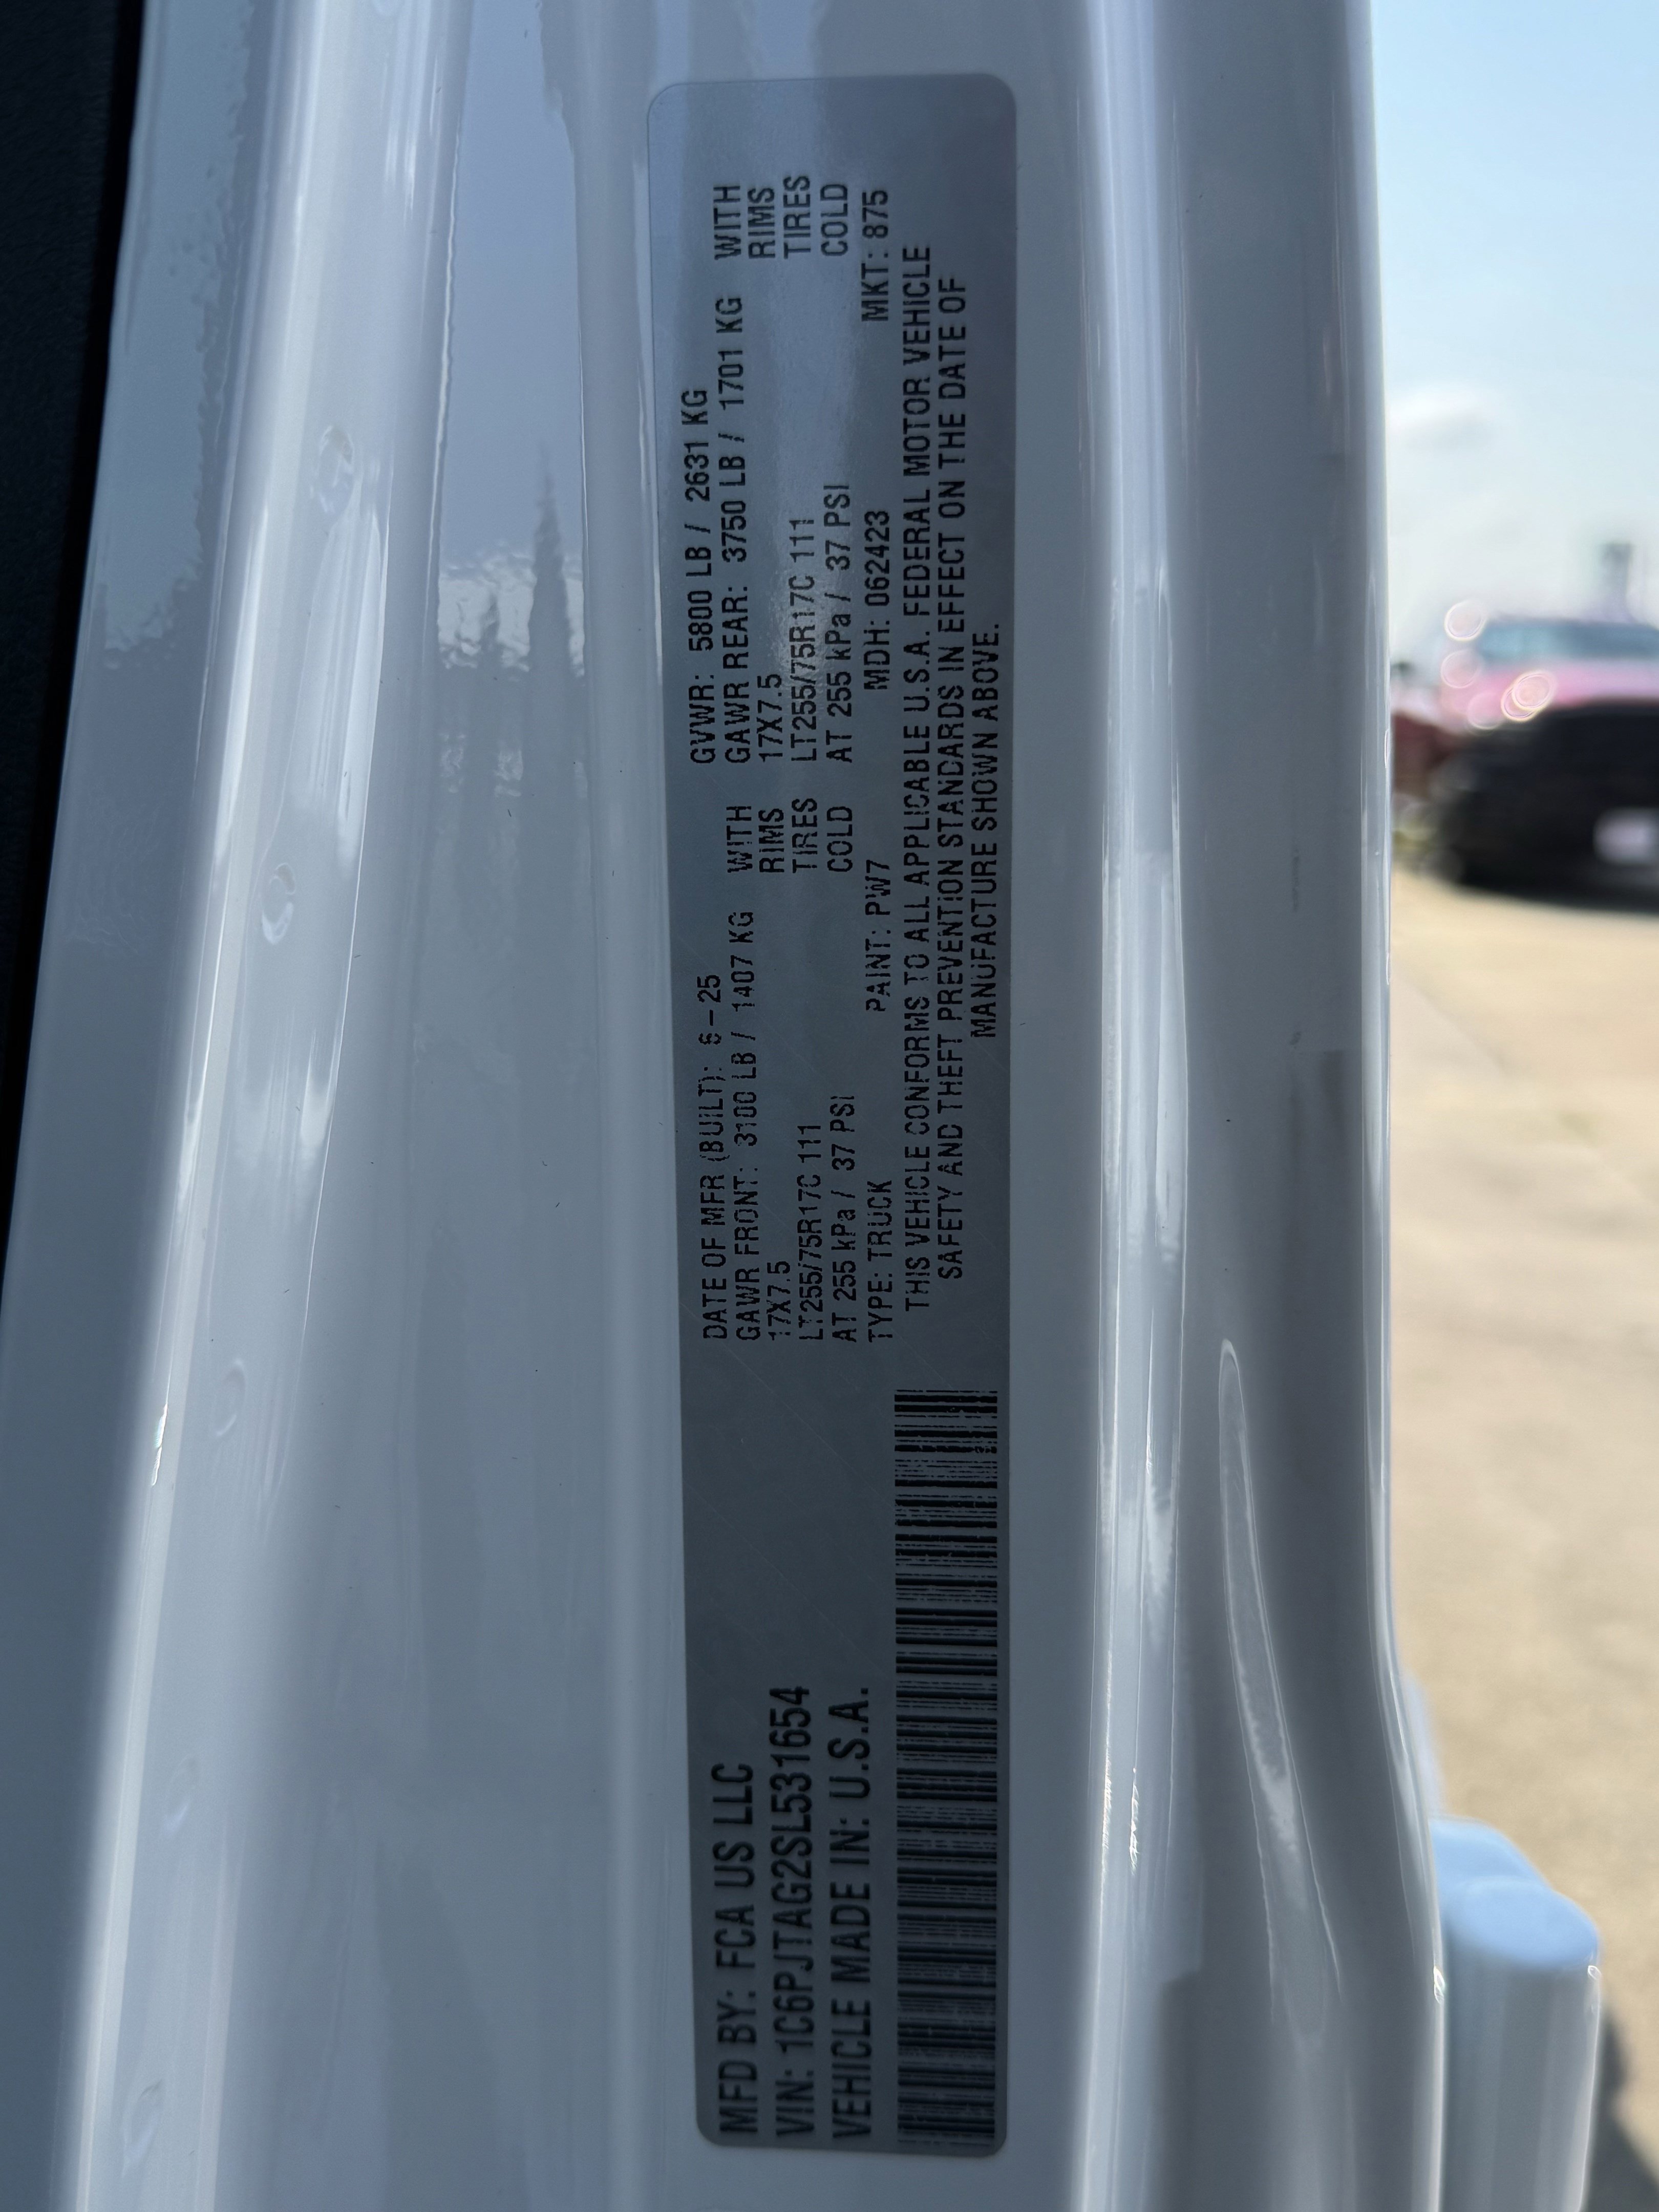 MFD BY: FCA US LLC
VIN: 1C6PJTAG2SL531654
VEHICLE MADE IN: U.S.A.
DATE OF MFR (BUILT): 6-25 GVWR: 5800 LB / 2631 KG
GAWR FRONT: 3100 LB / 1407 KG WITH GAWR REAR: 3750 LB / 1701 KG WITH
17X7.5 RIMS 17X7.5 RIMS
LT255/75R17C 111 TIRES LT255/75R17C 111 TIRES
AT 255 kPa / 37 PSI COLD AT 255 kPa / 37 PSI COLD
TYPE: TRUCK PAINT: PW7 MDH: 062423 MKT: 875
THIS VEHICLE CONFORMS TO ALL APPLICABLE U.S.A. FEDERAL MOTOR VEHICLE
SAFETY AND THEFT PREVENTION STANDARDS IN EFFECT ON THE DATE OF
MANUFACTURE SHOWN ABOVE.